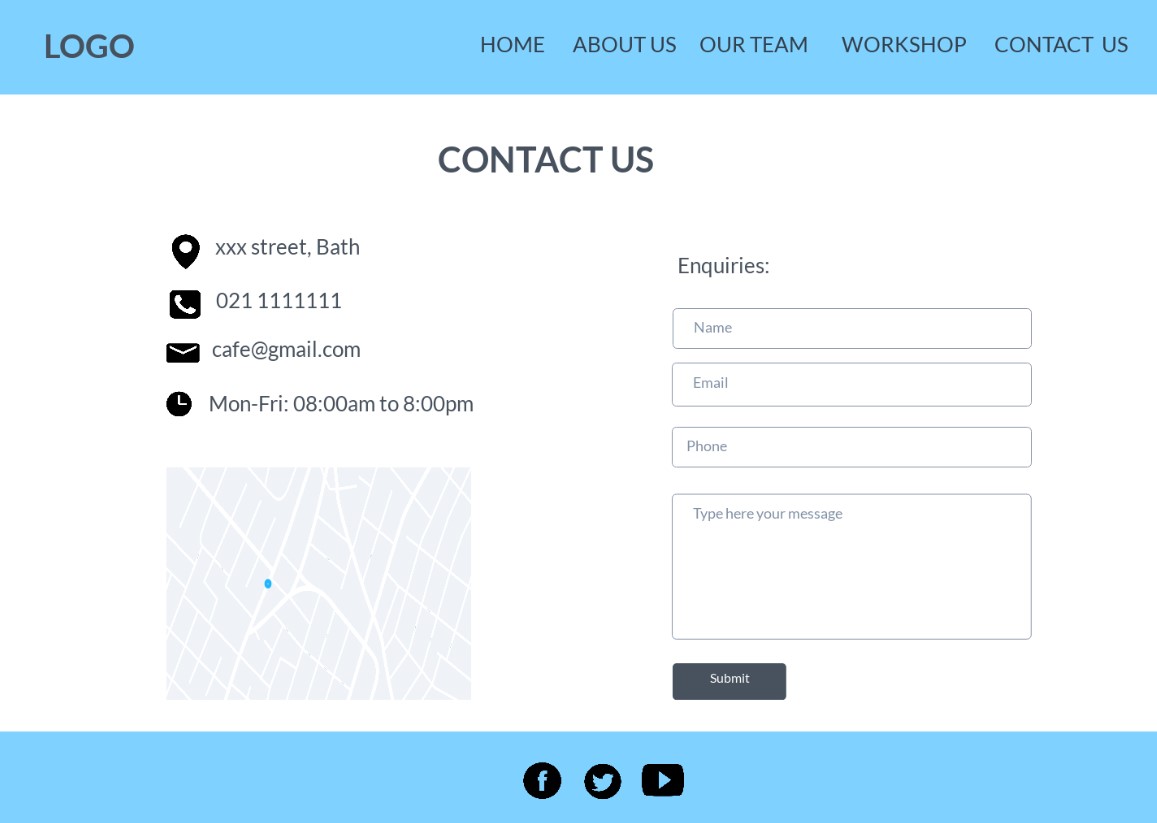 LOGO
HOME ABOUT US OUR TEAM WORKSHOP CONTACT US
CONTACT US
xxx street, Bath
021 1111111
cafe@gmail.com
Mon-Fri: 08:00am to 8:00pm
Enquiries:
Name
Email
Phone
Type here your message
Submit